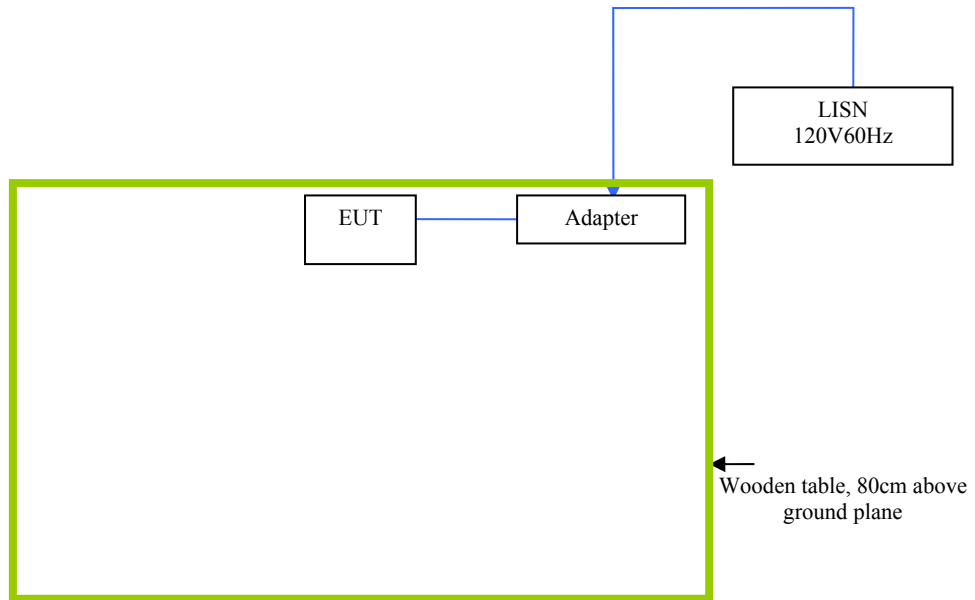 LISN
120V60Hz
EUT
Adapter
Wooden table, 80cm above
ground plane